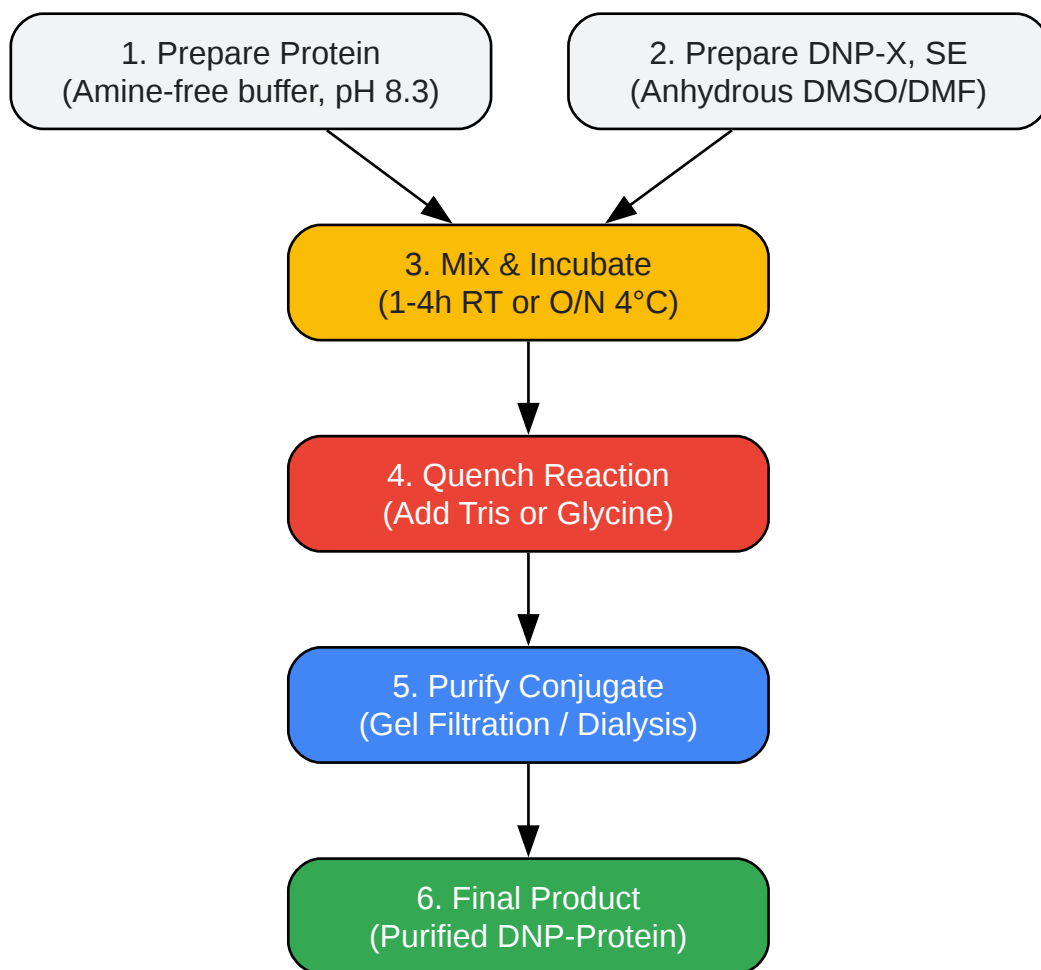 1. Prepare Protein
(Amine-free buffer, pH 8.3)
2. Prepare DNP-X, SE
(Anhydrous DMSO/DMF)
3. Mix & Incubate
(1-4h RT or O/N 4°C)
4. Quench Reaction
(Add Tris or Glycine)
5. Purify Conjugate
(Gel Filtration / Dialysis)
6. Final Product
(Purified DNP-Protein)